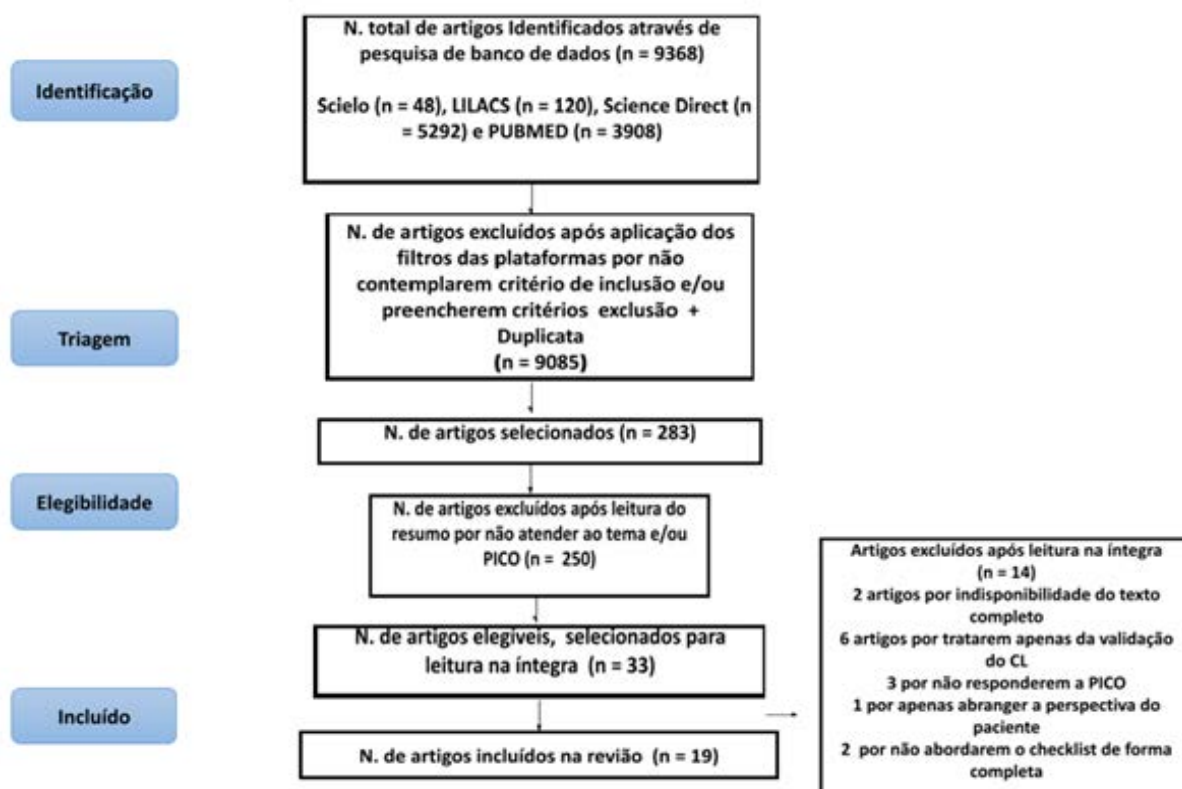 Identificação
N. total de artigos Identificados através de
pesquisa de banco de dados (n = 9368)
Scielo (n = 48), LILACS (n = 120), Science Direct (n
= 5292) e PUBMED (n = 3908)
Triagem
N. de artigos excluídos após aplicação dos
filtros das plataformas por não
contemplarem critério de inclusão e/ou
preencherem critérios exclusão +
Duplicata
(n = 9085)
Elegibilidade
N. de artigos selecionados (n = 283)
N. de artigos excluídos após leitura do
resumo por não atender ao tema e/ou
PICO (n = 250)
Incluído
N. de artigos elegíveis, selecionados para
leitura na íntegra (n = 33)
N. de artigos incluídos na revião (n = 19)
Artigos excluídos após leitura na íntegra
(n = 14)
2 artigos por indisponibilidade do texto
completo
6 artigos por tratarem apenas da validação
do CL
3 por não responderem a PICO
1 por apenas abranger a perspectiva do
paciente
2 por não abordarem o checklist de forma
completa